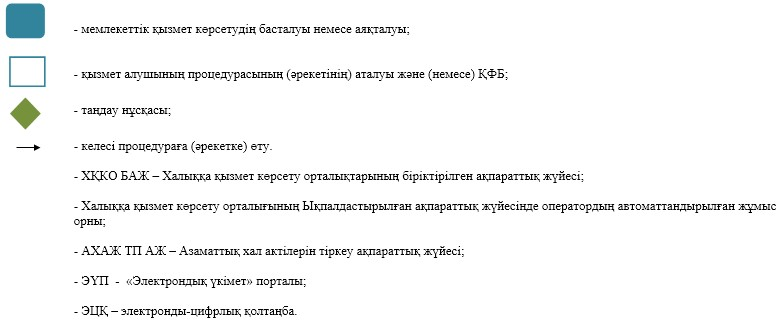 - мемлекеттік қызмет көрсетудің басталуы немесе аяқталуы;
- қызмет алушының процедурасының (әрекетінің) аталуы және (немесе) ҚФБ;
- таңдау нұсқасы;
- келесі процедураға (әрекетке) өту.
- ХҚКО БАЖ – Халыққа қызмет көрсету орталықтарының біріктірілген ақпараттық жүйесі;
- Халыққа қызмет көрсету орталығының Ықпалдастырылған ақпараттық жүйесінде оператордың автоматтандырылған жұмыс
орны;
- АХАЖ ТП АЖ – Азаматтық хал актілерін тіркеу ақпараттық жүйесі;
- ЭҮП - «Электрондық үкімет» порталы;
- ЭЦҚ – электронды-цифрлық қолтаңба.